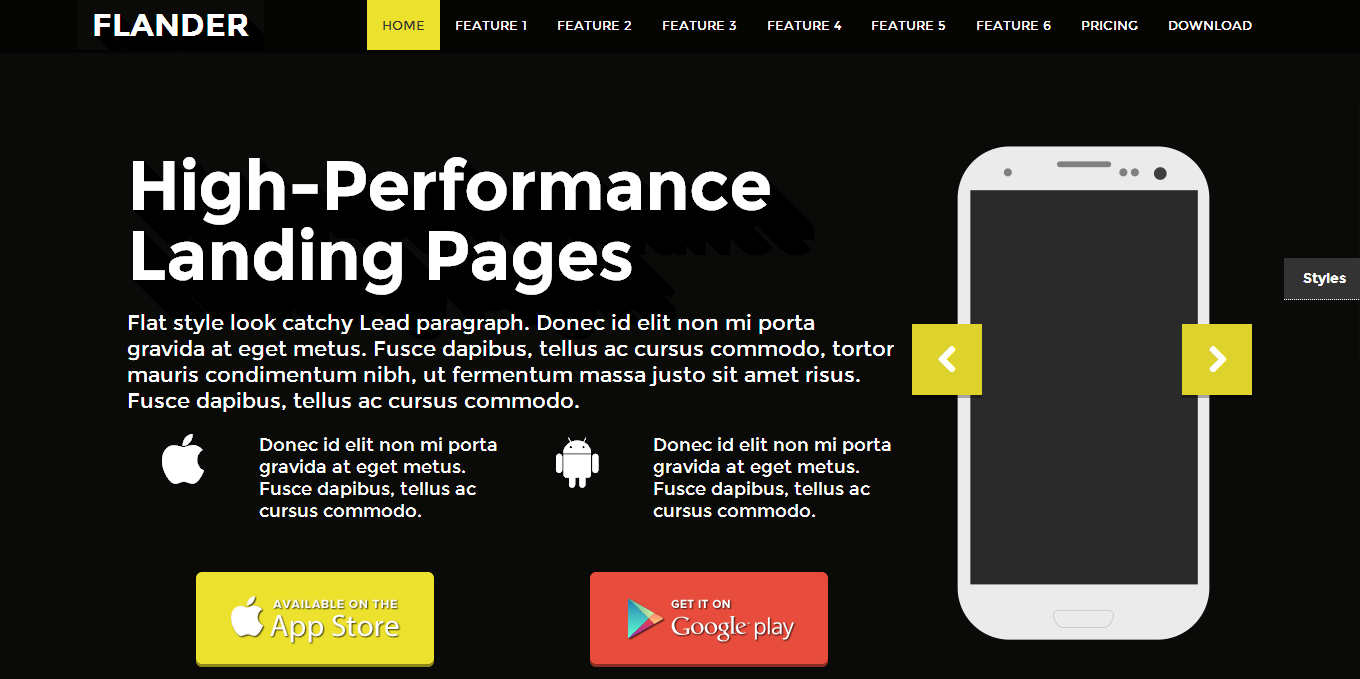 FLANDER
HOME FEATURE 1 FEATURE 2 FEATURE 3 FEATURE 4 FEATURE 5 FEATURE 6 PRICING DOWNLOAD
High-Performance
Landing Pages
Styles
Flat style look catchy Lead paragraph. Donec id elit non mi porta
gravida at eget metus. Fusce dapibus, tellus ac cursus commodo, tortor
mauris condimentum nibh, ut fermentum massa justo sit amet risus.
Fusce dapibus, tellus ac cursus commodo.
Donec id elit non mi porta
gravida at eget metus.
Fusce dapibus, tellus ac
cursus commodo.
Donec id elit non mi porta
gravida at eget metus.
Fusce dapibus, tellus ac
cursus commodo.
AVAILABLE ON THE
App Store
GET IT ON
Google play